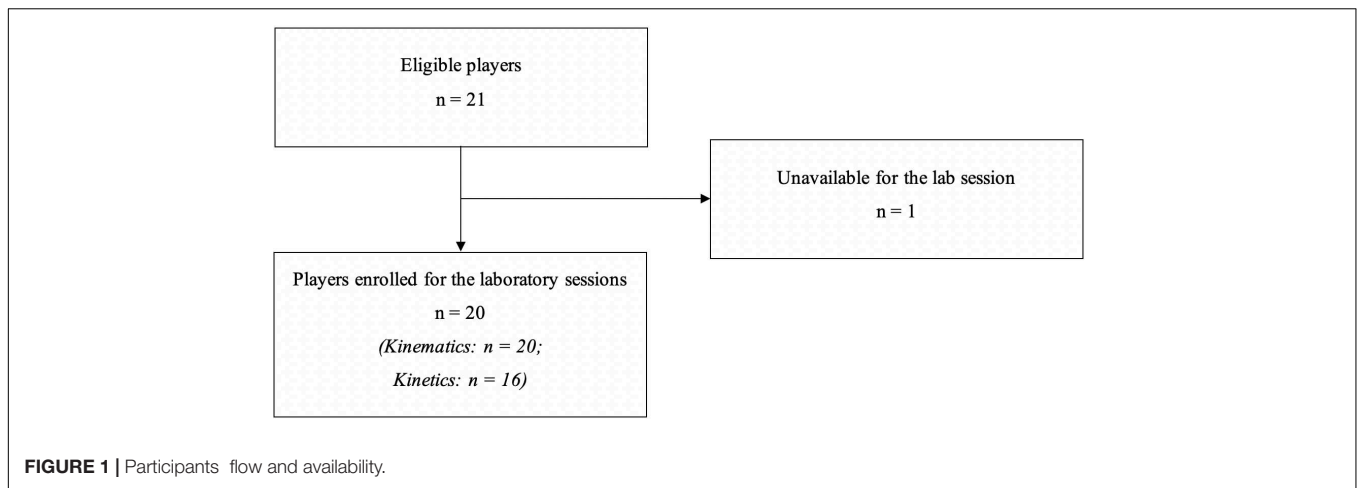 Eligible players
n = 21
Unavailable for the lab session
n = 1
Players enrolled for the laboratory sessions
n = 20
(Kinematics: n = 20;
Kinetics: n = 16)
FIGURE 1 | Participants flow and availability.